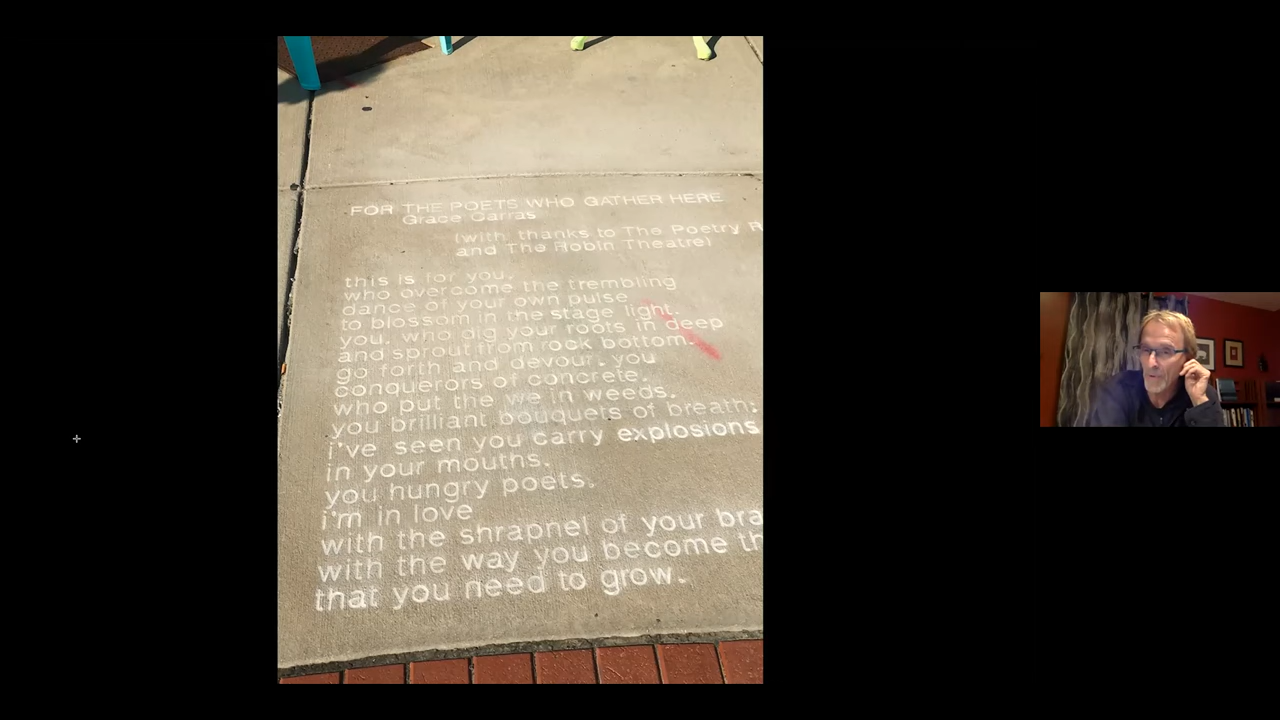 FOR THE POETS WHO GATHER HERE
Grace Carras
(with thanks to The Poetry R
and The Robin Theatre)
this is for you.
who overcome the trembling
dance of your own pulse
to blossom in the stage light.
you. who dig your roots in deep
and sprout from rock bottom.
go forth and devour. you
conquerors of concrete.
who put the we in weeds.
you brilliant bouquets of breath:
i've seen you carry explosions
in your mouths.
you hungry poets.
i'm in love
with the shrapnel of your bra
with the way you become th
that you need to grow.